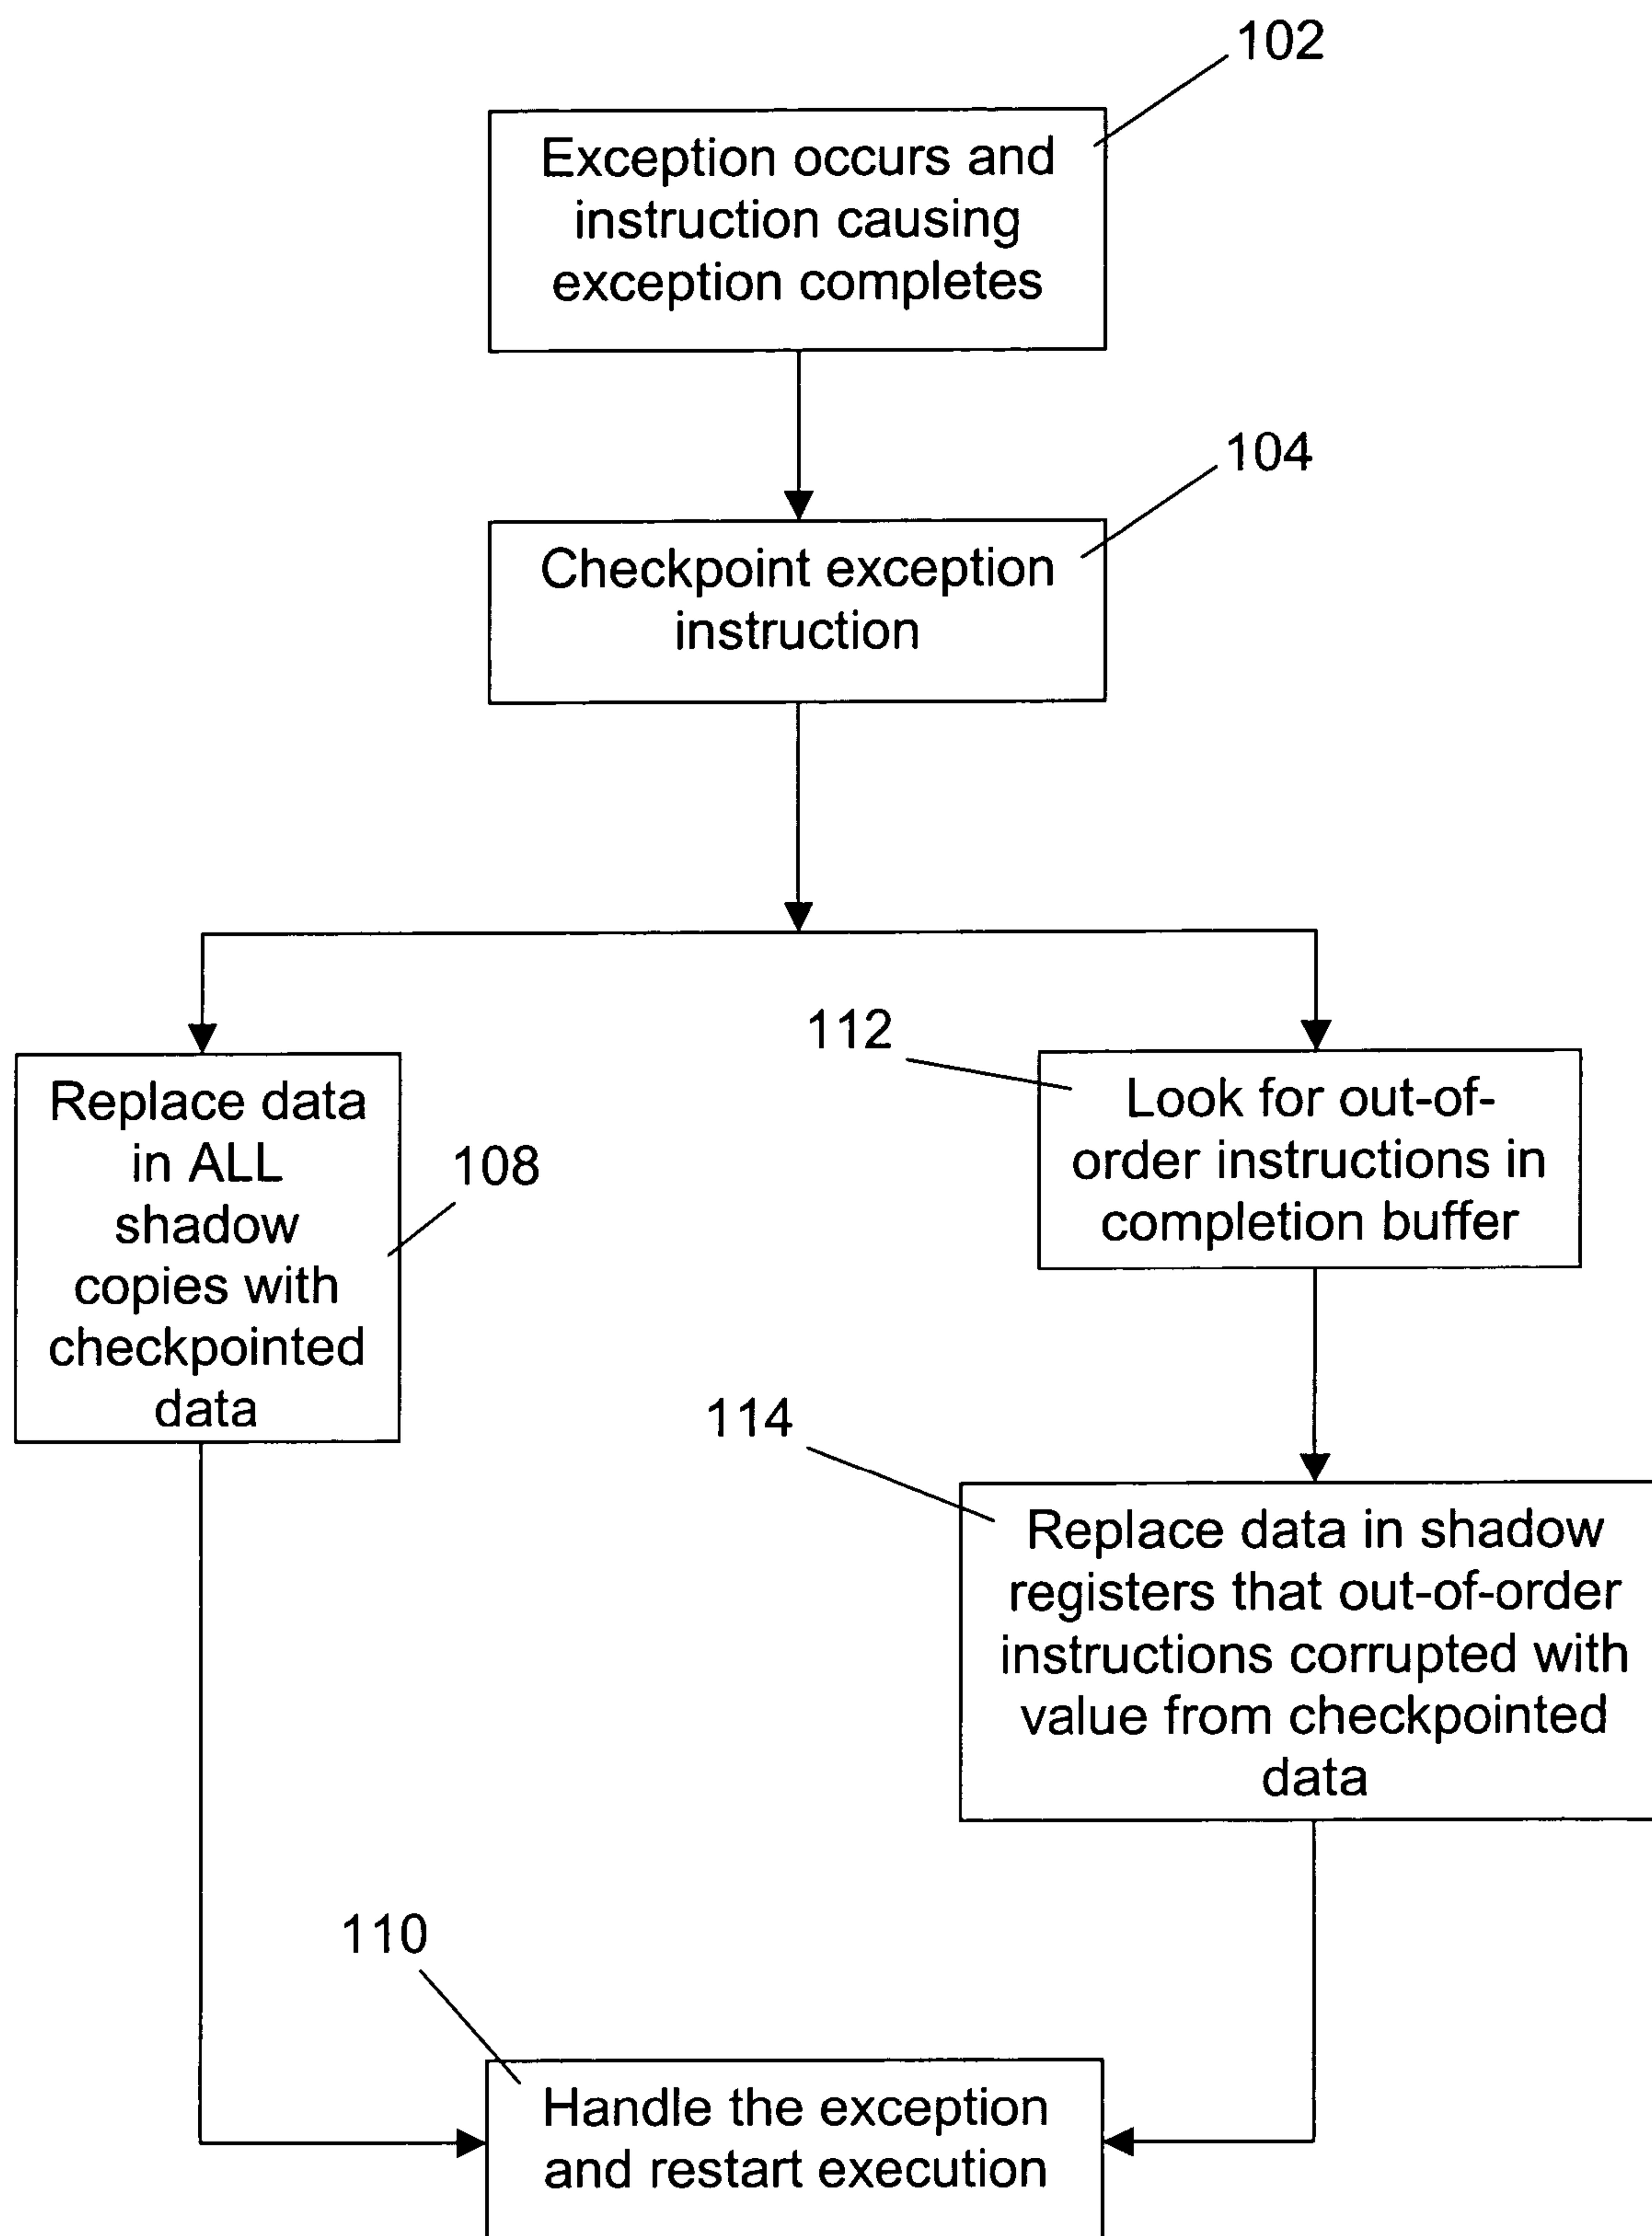 102
Exception occurs and
instruction causing
exception completes
104
Checkpoint exception
instruction
Replace data
in ALL
shadow
copies with
checkpointed
data
108
112
Look for out-of-
order instructions in
completion buffer
114
Replace data in shadow
registers that out-of-order
instructions corrupted with
value from checkpointed
data
110
Handle the exception
and restart execution